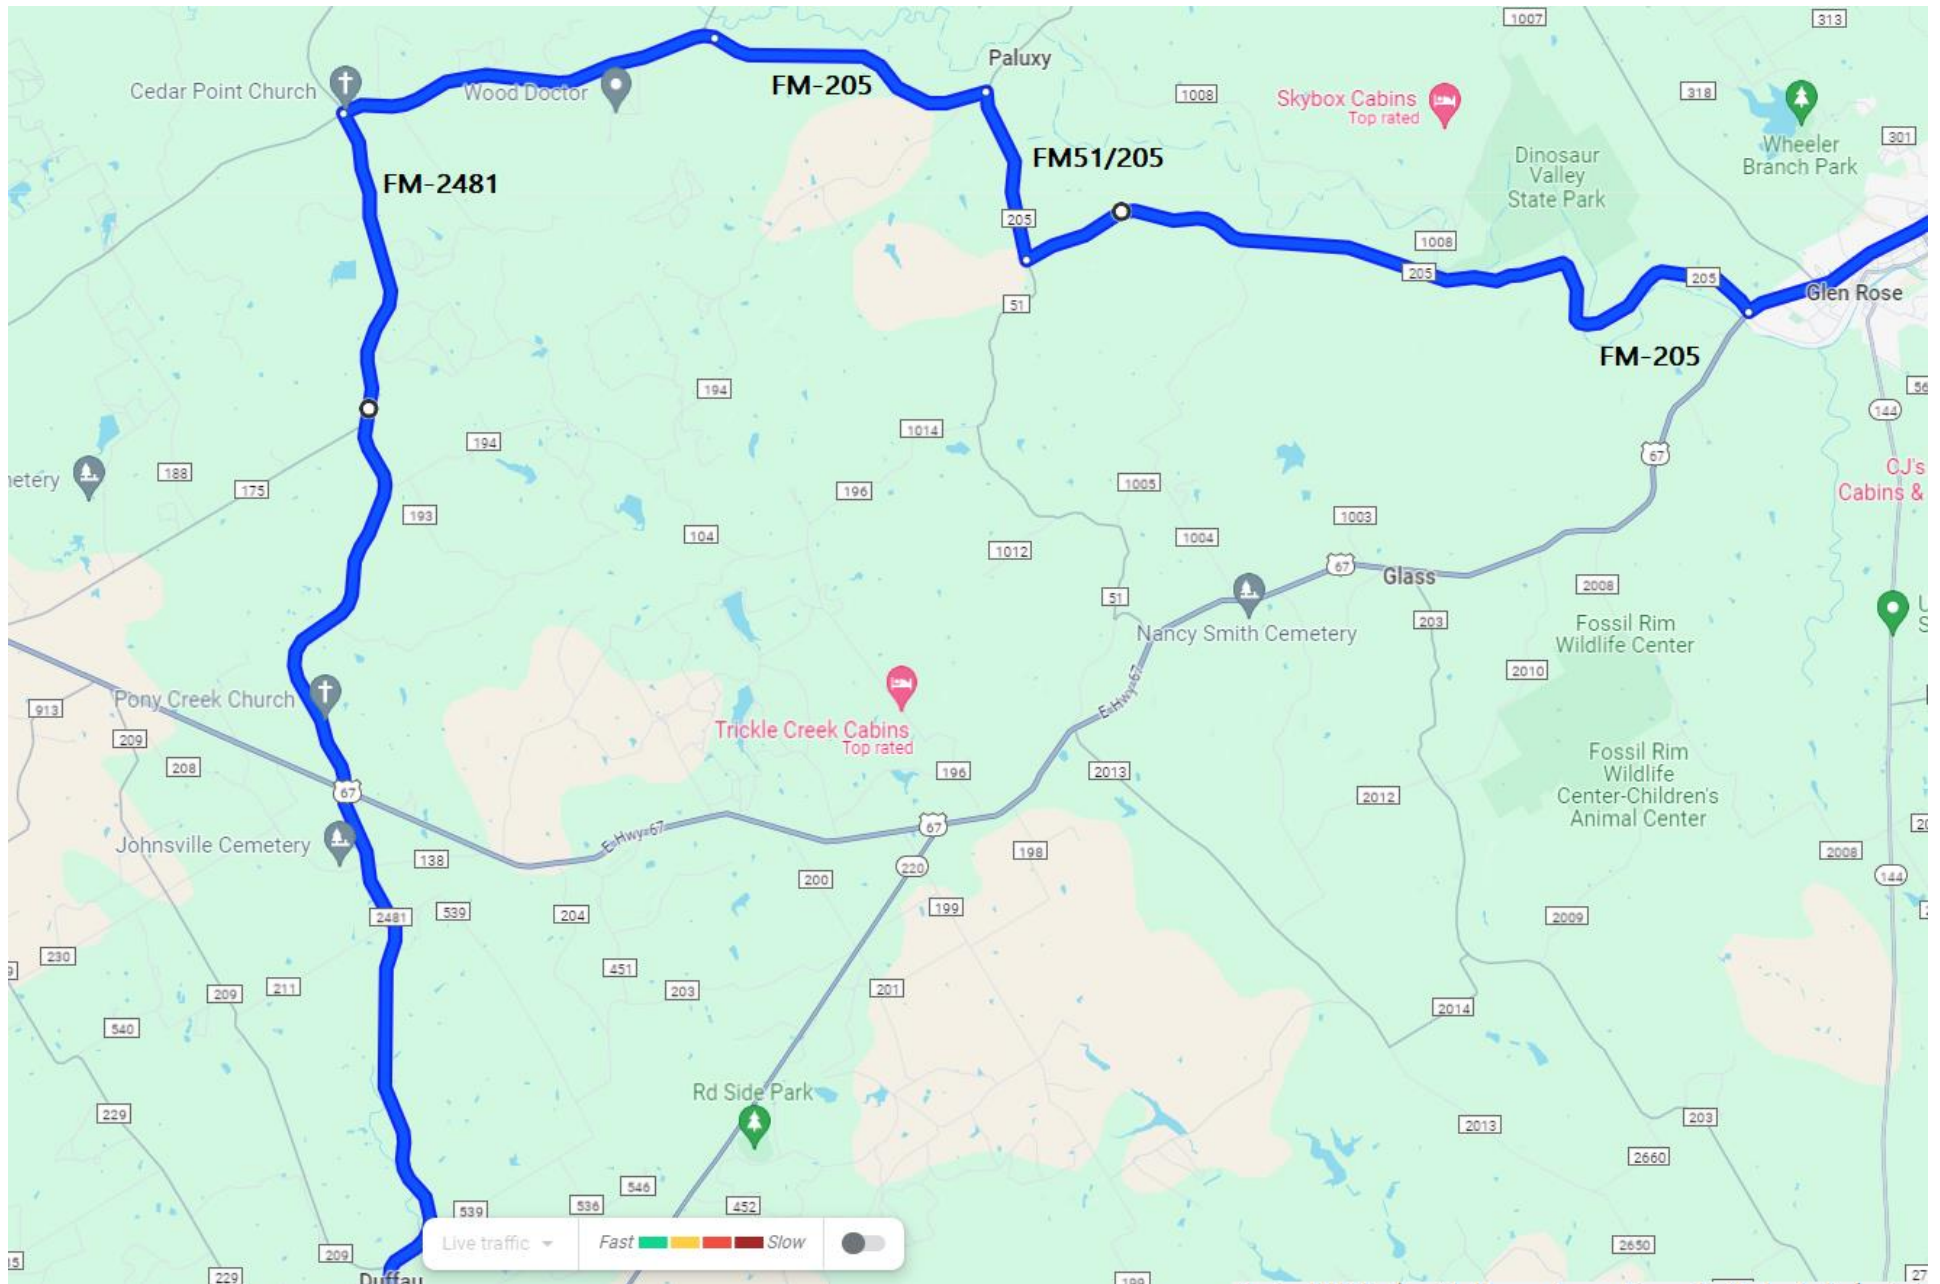 1007
313
Paluxy
Cedar Point Church
Wood Doctor
FM-205
1008
Skybox Cabins
Top rated
318
Wheeler
Branch Park
301
FM51/205
Dinosaur
Valley
State Park
FM-2481
205
1008
205
205
Glen Rose
51
FM-205
194
144
194
1014
67
188
175
196
1005
CJ's
Cabins &
193
104
1012
1004
1003
67
Glass
51
2008
203
Nancy Smith Cemetery
Fossil Rim
Wildlife Center
2010
Pony Creek Church
913
Trickle Creek Cabins
Top rated
E-Hwy-67
209
208
196
2013
Fossil Rim
Wildlife
Center-Children's
Animal Center
67
2012
Johnsville Cemetery
E-Hwy-67
67
138
220
198
200
2008
144
2481
539
204
199
2009
230
451
209
211
203
201
2014
540
Rd Side Park
229
2013
203
2660
546
539
536
452
Live traffic
Fast
Slow
209
2650
229
Duffau
199